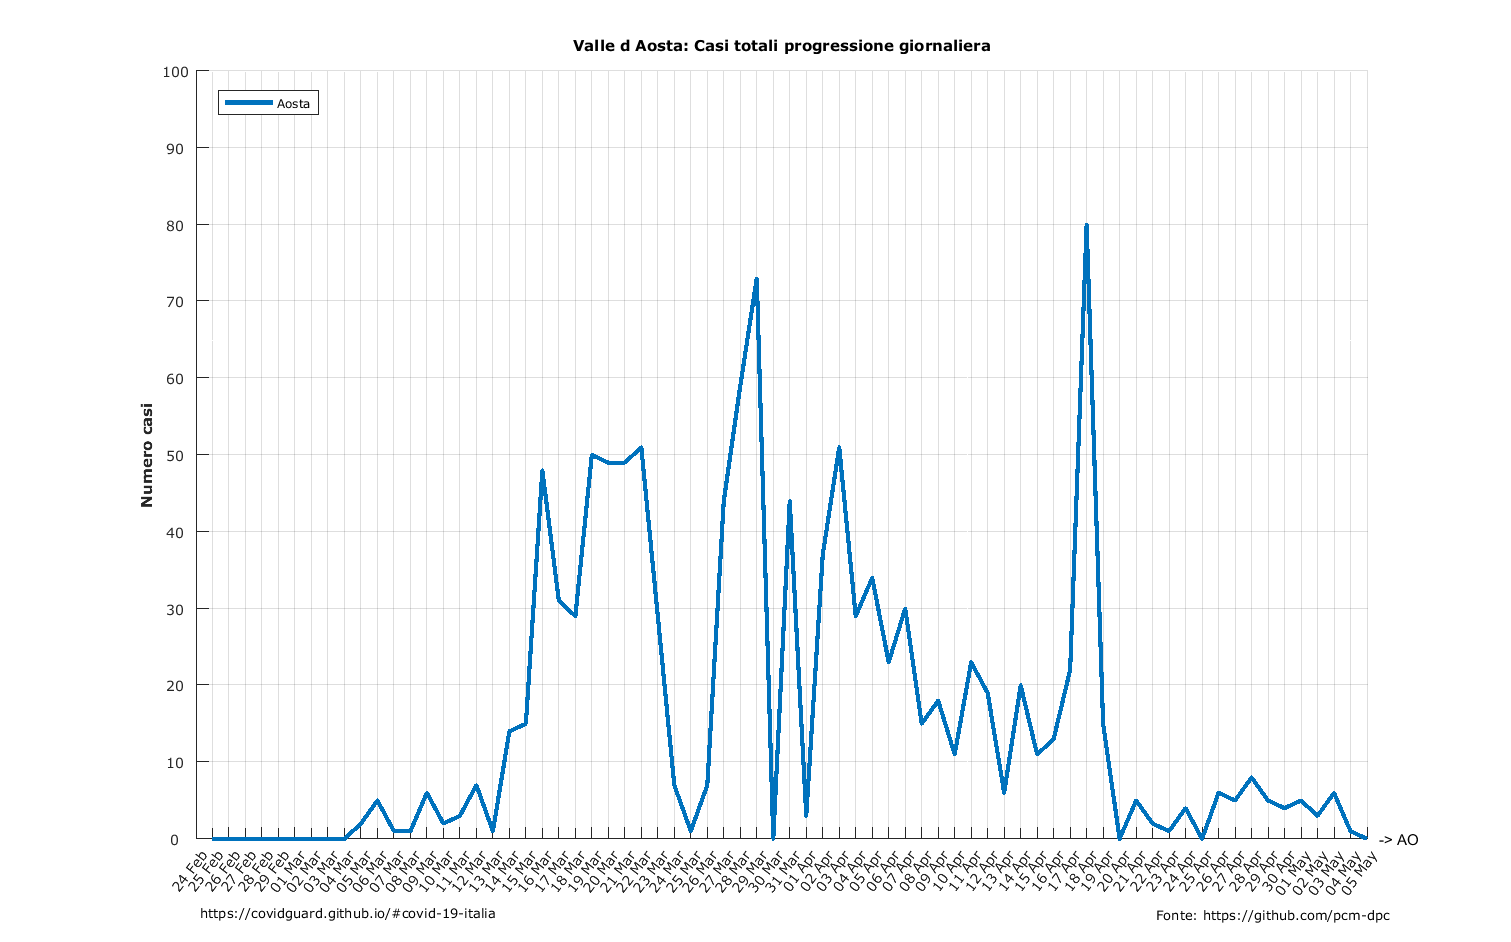 Valle d Aosta: Casi totali progressione giornaliera
100
90
80
70
60
50
40
30
20
10
0
Numero casi
Aosta
-> AO
24 Feb
25 Feb
26 Feb
27 Feb
28 Feb
29 Feb
01 Mar
02 Mar
03 Mar
04 Mar
05 Mar
06 Mar
07 Mar
08 Mar
09 Mar
10 Mar
11 Mar
12 Mar
13 Mar
14 Mar
15 Mar
16 Mar
17 Mar
18 Mar
19 Mar
20 Mar
21 Mar
22 Mar
23 Mar
24 Mar
25 Mar
26 Mar
27 Mar
28 Mar
29 Mar
30 Mar
31 Mar
01 Apr
02 Apr
03 Apr
04 Apr
05 Apr
06 Apr
07 Apr
08 Apr
09 Apr
10 Apr
11 Apr
12 Apr
13 Apr
14 Apr
15 Apr
16 Apr
17 Apr
18 Apr
19 Apr
20 Apr
21 Apr
22 Apr
23 Apr
24 Apr
25 Apr
26 Apr
27 Apr
28 Apr
29 Apr
30 Apr
01 May
02 May
03 May
04 May
05 May
https://covidguard.github.io/#covid-19-italia
Fonte: https://github.com/pcm-dpc